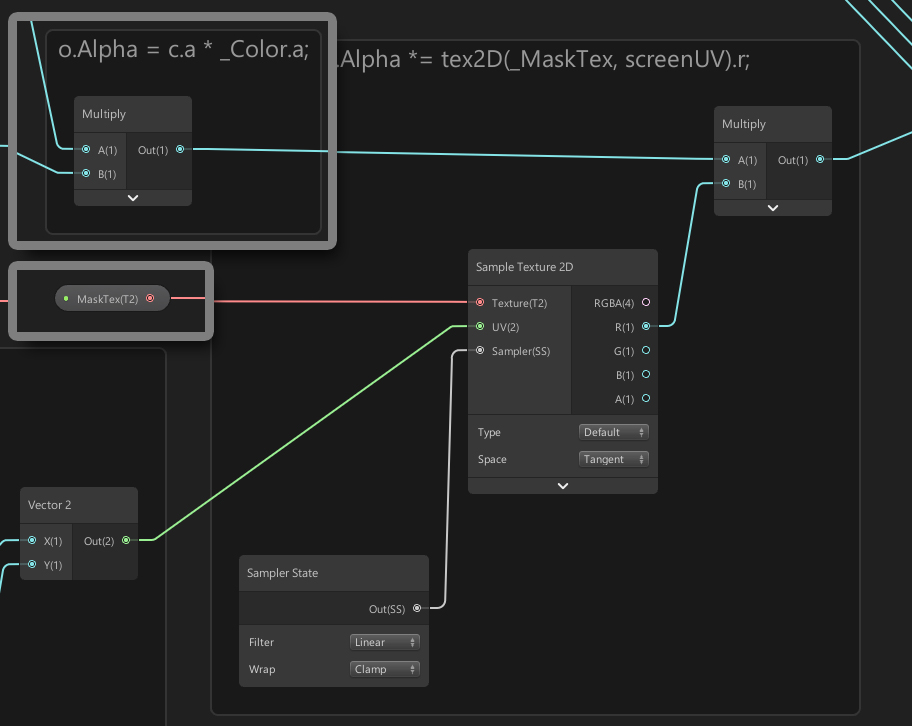 o.Alpha = c.a * _Color.a;
.Alpha *= tex2D(_MaskTex, screenUV).r;
Multiply
A(1) Out(1)
B(1)
Multiply
A(1) Out(1)
B(1)
MaskTex(T2)
Sample Texture 2D
Texture(T2) RGBA(4)
UV(2) R(1)
Sampler(SS) G(1)
B(1)
A(1)
Type Default
Space Tangent
Vector 2
X(1) Out(2)
Y(1)
Sampler State
Out(SS)
Filter Linear
Wrap Clamp